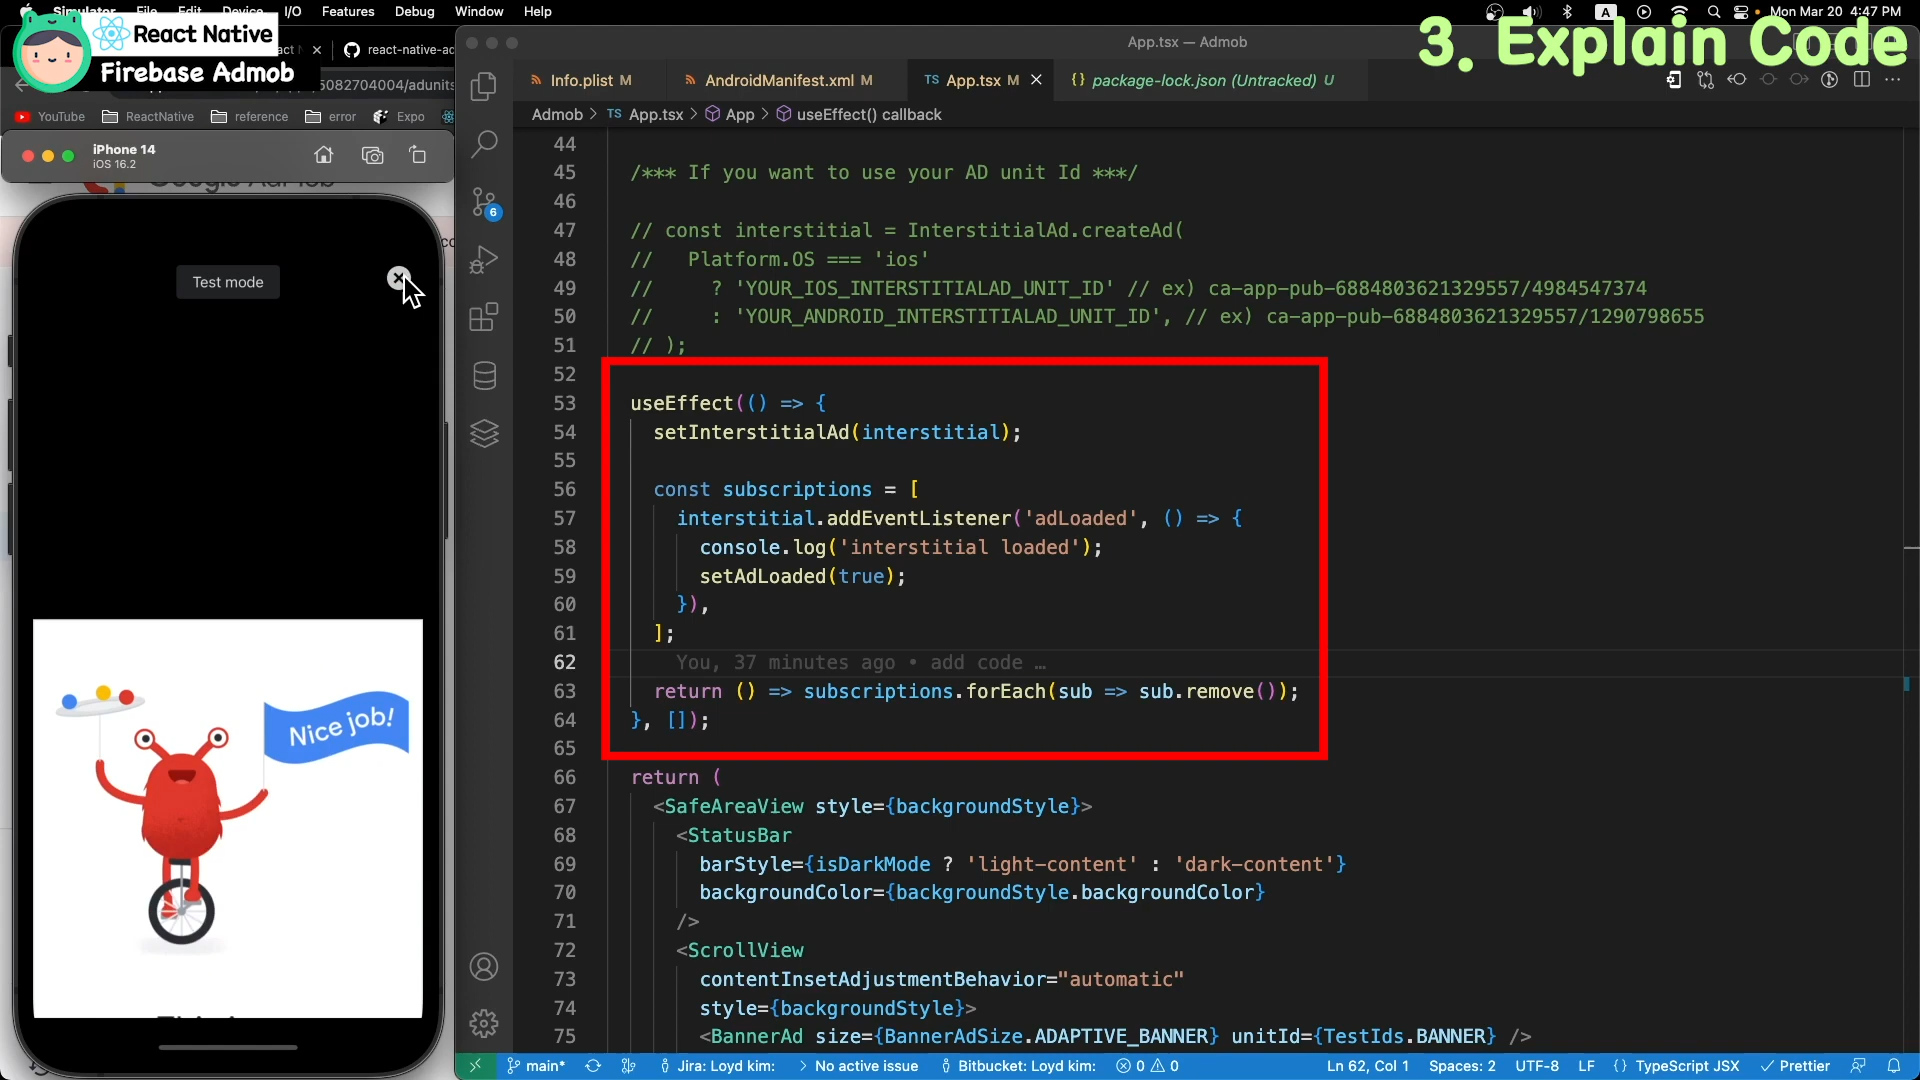 Simulator File Edit Device I/O Features Debug Window Help
A
Mon Mar 20 4:47 PM
React Native
Firebase Admob
3. Explain Code
react-native-ad
5082704004/adunits
YouTube ReactNative reference error Expo
iPhone 14
iOS 16.2
Google AdMob
Test mode
Nice job!
App.tsx — Admob
Info.plist M
AndroidManifest.xml M
TS App.tsx M
{} package-lock.json (Untracked) U
Admob > TS App.tsx > App > useEffect() callback
6
44
45 /*** If you want to use your AD unit Id ***/
46
47 // const interstitial = InterstitialAd.createAd(
48 //   Platform.OS === 'ios'
49 //     ? 'YOUR_IOS_INTERSTITIALAD_UNIT_ID' // ex) ca-app-pub-6884803621329557/4984547374
50 //     : 'YOUR_ANDROID_INTERSTITIALAD_UNIT_ID', // ex) ca-app-pub-6884803621329557/1290798655
51 // );
52
53 useEffect(() => {
54   setInterstitialAd(interstitial);
55
56   const subscriptions = [
57     interstitial.addEventListener('adLoaded', () => {
58       console.log('interstitial loaded');
59       setAdLoaded(true);
60     }),
61   ];
62 You, 37 minutes ago • add code …
63   return () => subscriptions.forEach(sub => sub.remove());
64 }, []);
65
66 return (
67   <SafeAreaView style={backgroundStyle}>
68     <StatusBar
69       barStyle={isDarkMode ? 'light-content' : 'dark-content'}
70       backgroundColor={backgroundStyle.backgroundColor}
71     />
72     <ScrollView
73       contentInsetAdjustmentBehavior="automatic"
74       style={backgroundStyle}>
75       <BannerAd size={BannerAdSize.ADAPTIVE_BANNER} unitId={TestIds.BANNER} />
main* Jira: Loyd kim: > No active issue Bitbucket: Loyd kim: 0 0 Ln 62, Col 1 Spaces: 2 UTF-8 LF {} TypeScript JSX Prettier